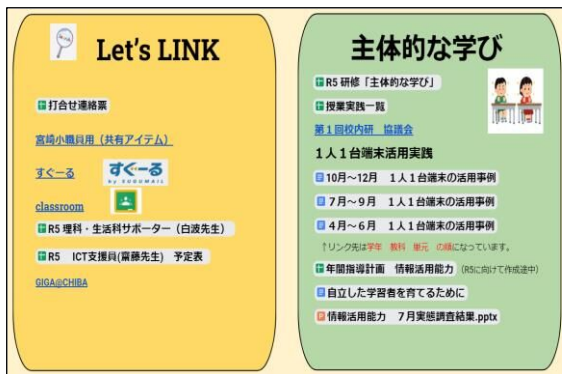 Let's LINK
打合せ連絡票
宮崎小職員用（共有アイテム）
すぐーる
すぐーる
by SUGUMAIL
classroom
R5 理科・生活科サポーター（白波先生）
R5 ICT支援員(齋藤先生) 予定表
GIGA@CHIBA
主体的な学び
R5 研修「主体的な学び」
授業実践一覧
第１回校内研 協議会
１人１台端末活用実践
10月～12月 １人１台端末の活用事例
７月～９月 １人１台端末の活用事例
４月～６月 １人１台端末の活用事例
↑リンク先は学年 教科 単元 の順になっています。
年間指導計画 情報活用能力 （R5に向けて作成途中）
自立した学習者を育てるために
情報活用能力 ７月実態調査結果.pptx